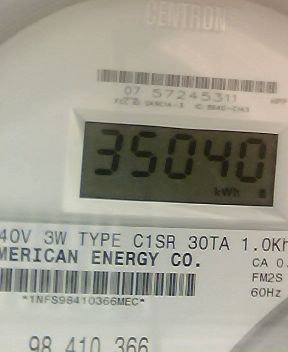 CENTRON
07 57245311
35040
kWh
40V 3W TYPE C1SR 30TA 1.0Kh
MERICAN ENERGY CO.
CA 0.
FM2S
60Hz
*1NFS98410366MEC*
98 410 366